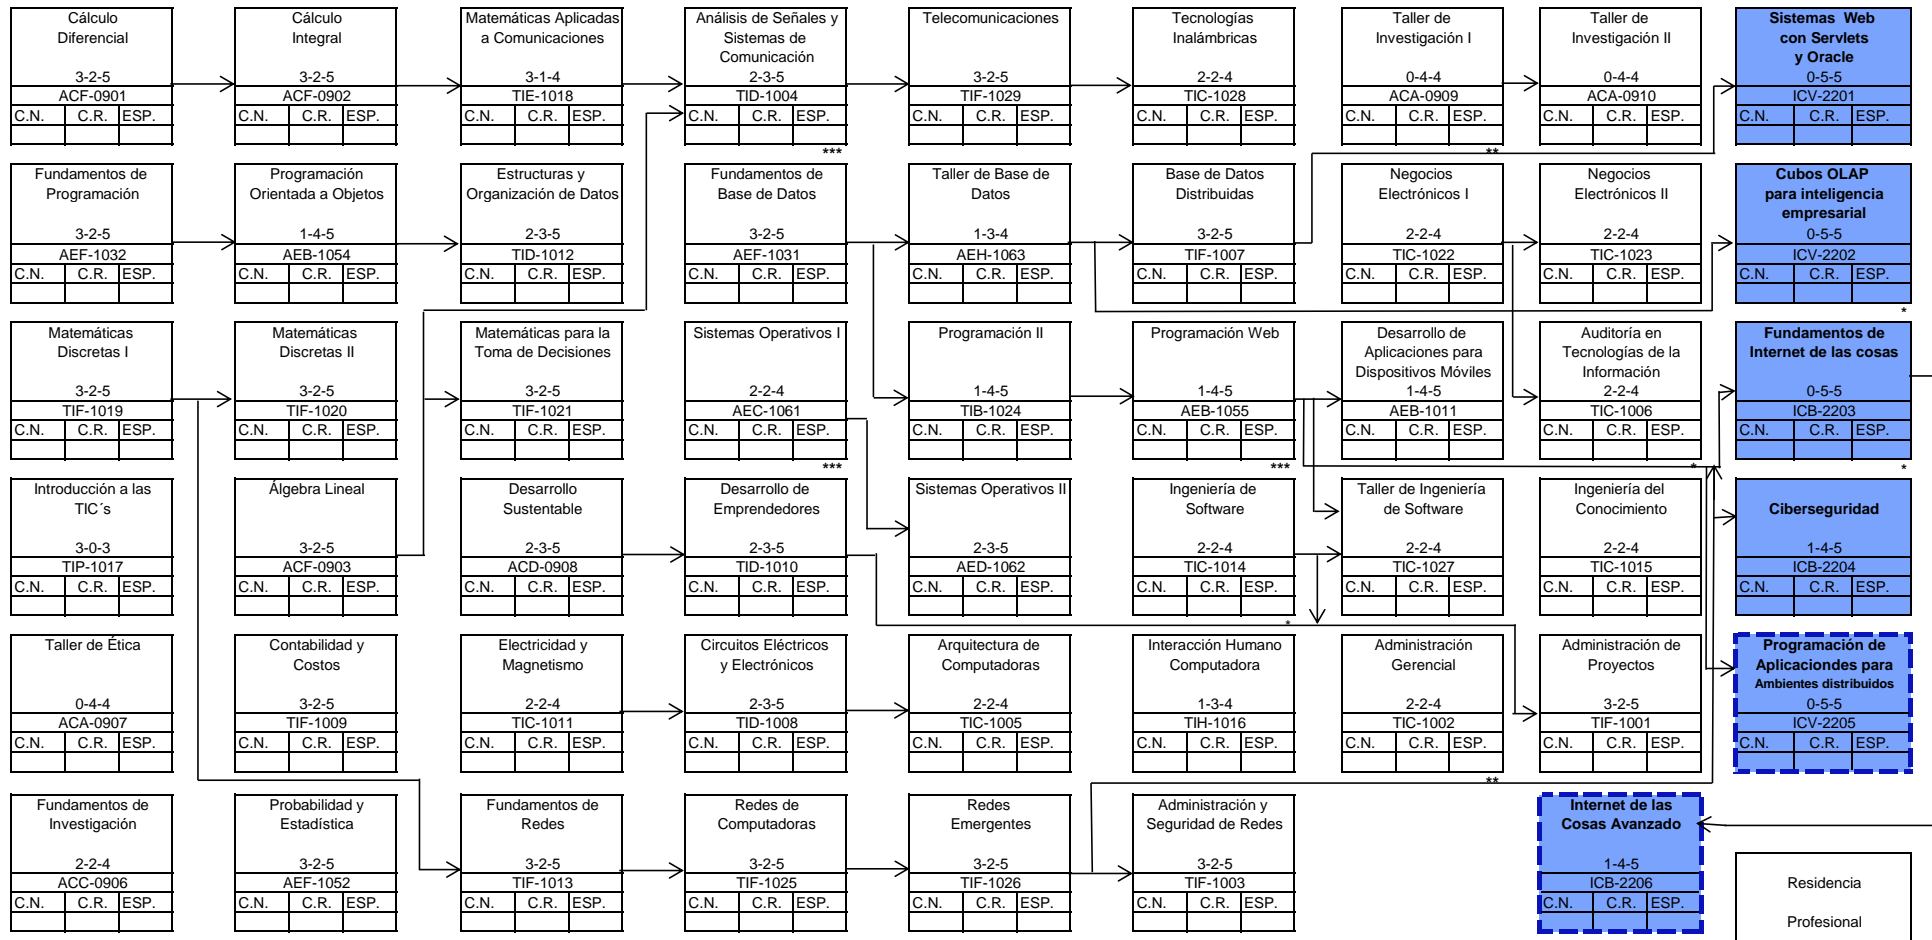 Cálculo
Diferencial
3-2-5
ACF-0901
C.N. C.R. ESP.
Cálculo
Integral
3-2-5
ACF-0902
C.N. C.R. ESP.
Matemáticas Aplicadas
a Comunicaciones
3-1-4
TIE-1018
C.N. C.R. ESP.
Análisis de Señales y
Sistemas de
Comunicación
2-3-5
TID-1004
C.N. C.R. ESP.
***
Telecomunicaciones
3-2-5
TIF-1029
C.N. C.R. ESP.
Tecnologías
Inalámbricas
2-2-4
TIC-1028
C.N. C.R. ESP.
Taller de
Investigación I
0-4-4
ACA-0909
C.N. C.R. ESP.
**
Taller de
Investigación II
0-4-4
ACA-0910
C.N. C.R. ESP.
Sistemas Web
con Servlets
y Oracle
0-5-5
ICV-2201
C.N. C.R. ESP.
Fundamentos de
Programación
3-2-5
AEF-1032
C.N. C.R. ESP.
Programación
Orientada a Objetos
1-4-5
AEB-1054
C.N. C.R. ESP.
Estructuras y
Organización de Datos
2-3-5
TID-1012
C.N. C.R. ESP.
Fundamentos de
Base de Datos
3-2-5
AEF-1031
C.N. C.R. ESP.
Taller de Base de
Datos
1-3-4
AEH-1063
C.N. C.R. ESP.
Base de Datos
Distribuidas
3-2-5
TIF-1007
C.N. C.R. ESP.
Negocios
Electrónicos I
2-2-4
TIC-1022
C.N. C.R. ESP.
Negocios
Electrónicos II
2-2-4
TIC-1023
C.N. C.R. ESP.
Cubos OLAP
para inteligencia
empresarial
0-5-5
ICV-2202
C.N. C.R. ESP.
*
Matemáticas
Discretas I
3-2-5
TIF-1019
C.N. C.R. ESP.
Matemáticas
Discretas II
3-2-5
TIF-1020
C.N. C.R. ESP.
Matemáticas para la
Toma de Decisiones
3-2-5
TIF-1021
C.N. C.R. ESP.
Sistemas Operativos I
2-2-4
AEC-1061
C.N. C.R. ESP.
***
Programación II
1-4-5
TIB-1024
C.N. C.R. ESP.
Programación Web
1-4-5
AEB-1055
C.N. C.R. ESP.
***
Desarrollo de
Aplicaciones para
Dispositivos Móviles
1-4-5
AEB-1011
C.N. C.R. ESP.
Auditoría en
Tecnologías de la
Información
2-2-4
TIC-1006
C.N. C.R. ESP.
*
Fundamentos de
Internet de las cosas
0-5-5
ICB-2203
C.N. C.R. ESP.
*
Introducción a las
TIC´s
3-0-3
TIP-1017
C.N. C.R. ESP.
Álgebra Lineal
3-2-5
ACF-0903
C.N. C.R. ESP.
Desarrollo
Sustentable
2-3-5
ACD-0908
C.N. C.R. ESP.
Desarrollo de
Emprendedores
2-3-5
TID-1010
C.N. C.R. ESP.
Sistemas Operativos II
2-3-5
AED-1062
C.N. C.R. ESP.
Ingeniería de
Software
2-2-4
TIC-1014
C.N. C.R. ESP.
*
Taller de Ingeniería
de Software
2-2-4
TIC-1027
C.N. C.R. ESP.
Ingeniería del
Conocimiento
2-2-4
TIC-1015
C.N. C.R. ESP.
*
Ciberseguridad
1-4-5
ICB-2204
C.N. C.R. ESP.
Taller de Ética
0-4-4
ACA-0907
C.N. C.R. ESP.
Contabilidad y
Costos
3-2-5
TIF-1009
C.N. C.R. ESP.
Electricidad y
Magnetismo
2-2-4
TIC-1011
C.N. C.R. ESP.
Circuitos Eléctricos
y Electrónicos
2-3-5
TID-1008
C.N. C.R. ESP.
Arquitectura de
Computadoras
2-2-4
TIC-1005
C.N. C.R. ESP.
Interacción Humano
Computadora
1-3-4
TIH-1016
C.N. C.R. ESP.
Administración
Gerencial
2-2-4
TIC-1002
C.N. C.R. ESP.
**
Administración de
Proyectos
3-2-5
TIF-1001
C.N. C.R. ESP.
Programación de
Aplicaciondes para
Ambientes distribuidos
0-5-5
ICV-2205
C.N. C.R. ESP.
Fundamentos de
Investigación
2-2-4
ACC-0906
C.N. C.R. ESP.
Probabilidad y
Estadística
3-2-5
AEF-1052
C.N. C.R. ESP.
Fundamentos de
Redes
3-2-5
TIF-1013
C.N. C.R. ESP.
Redes de
Computadoras
3-2-5
TIF-1025
C.N. C.R. ESP.
Redes
Emergentes
3-2-5
TIF-1026
C.N. C.R. ESP.
Administración y
Seguridad de Redes
3-2-5
TIF-1003
C.N. C.R. ESP.
Internet de las
Cosas Avanzado
1-4-5
ICB-2206
C.N. C.R. ESP.
Residencia
Profesional